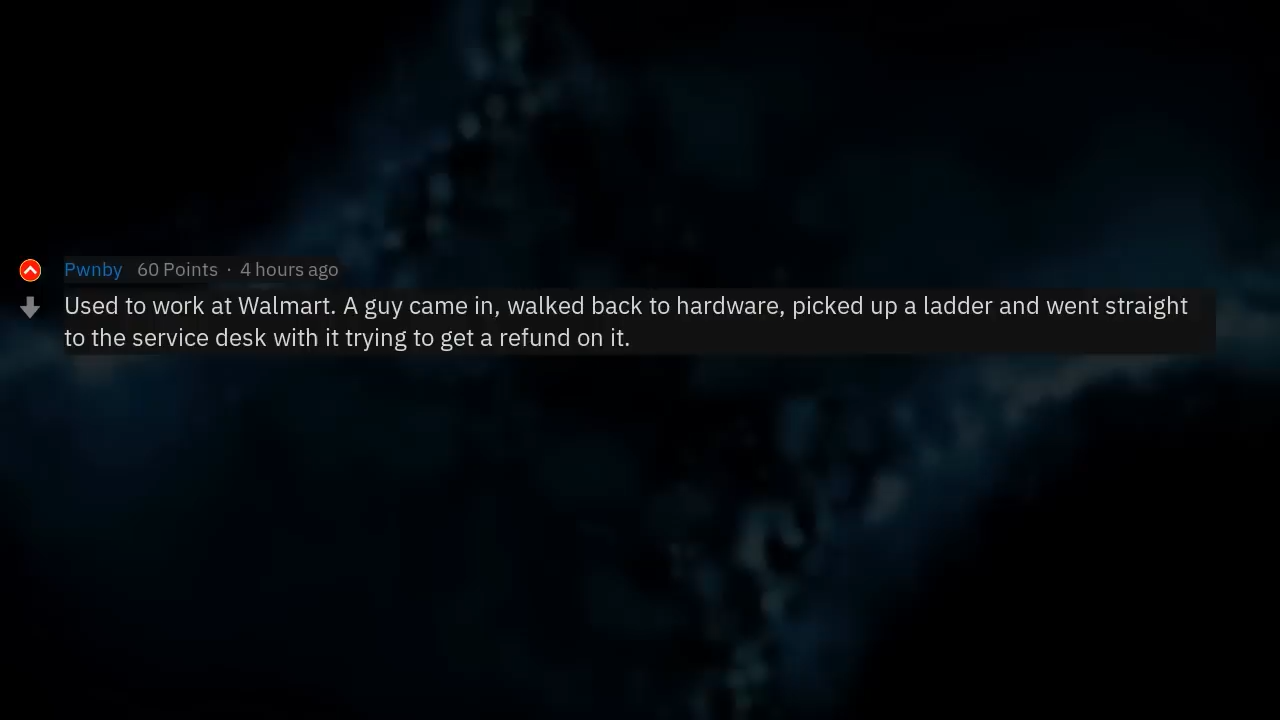 Pwnby 60 Points · 4 hours ago
Used to work at Walmart. A guy came in, walked back to hardware, picked up a ladder and went straight
to the service desk with it trying to get a refund on it.